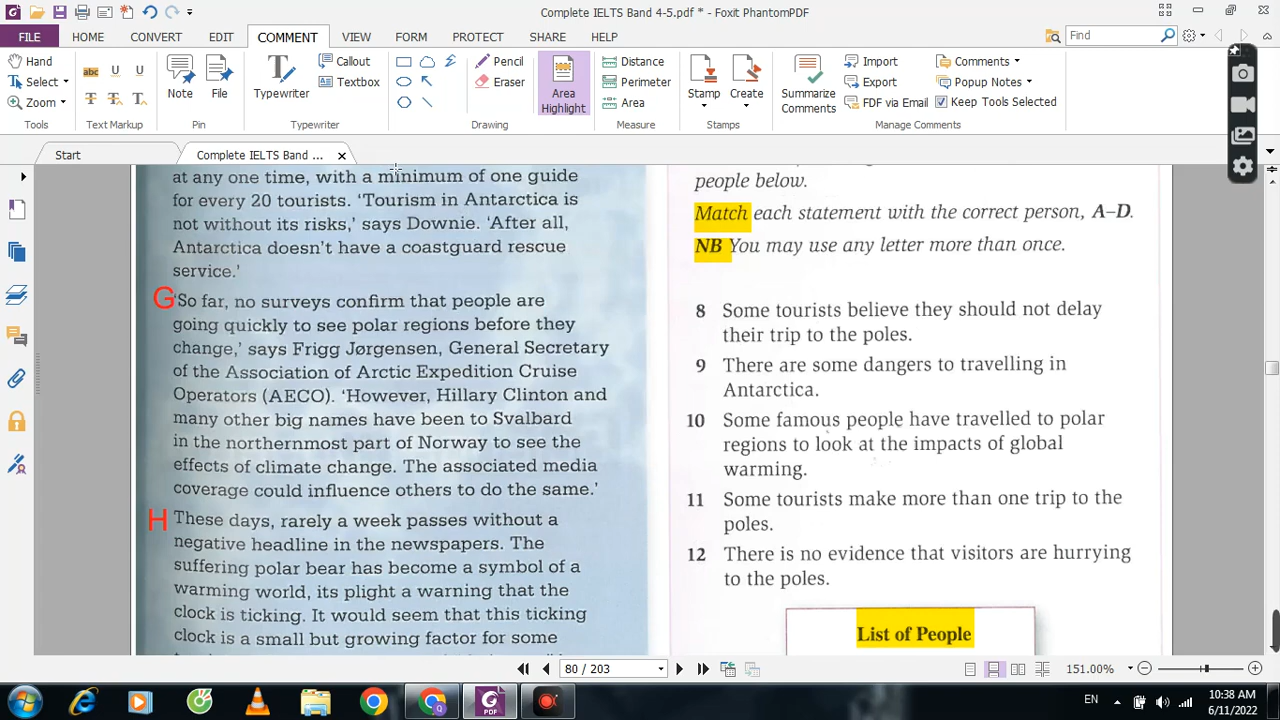 Complete IELTS Band 4-5.pdf * - Foxit PhantomPDF
FILE HOME CONVERT EDIT COMMENT VIEW FORM PROTECT SHARE HELP
Find
Hand
Select
Zoom
Tools
abc U U
T T T
Text Markup
Note
File
Pin
Typewriter
Callout
Textbox
Typewriter
Pencil
Eraser
Drawing
Area
Highlight
Distance
Perimeter
Area
Measure
Stamp
Create
Stamps
Summarize
Comments
Import
Export
FDF via Email
Comments
Popup Notes
Keep Tools Selected
Manage Comments
Start
Complete IELTS Band ...
at any one time, with a minimum of one guide
for every 20 tourists. ‘Tourism in Antarctica is
not without its risks,’ says Downie. ‘After all,
Antarctica doesn’t have a coastguard rescue
service.’
G ‘So far, no surveys confirm that people are
going quickly to see polar regions before they
change,’ says Frigg Jørgensen, General Secretary
of the Association of Arctic Expedition Cruise
Operators (AECO). ‘However, Hillary Clinton and
many other big names have been to Svalbard
in the northernmost part of Norway to see the
effects of climate change. The associated media
coverage could influence others to do the same.’
H These days, rarely a week passes without a
negative headline in the newspapers. The
suffering polar bear has become a symbol of a
warming world, its plight a warning that the
clock is ticking. It would seem that this ticking
clock is a small but growing factor for some
people below.
Match each statement with the correct person, A–D.
NB You may use any letter more than once.
8 Some tourists believe they should not delay
their trip to the poles.
9 There are some dangers to travelling in
Antarctica.
10 Some famous people have travelled to polar
regions to look at the impacts of global
warming.
11 Some tourists make more than one trip to the
poles.
12 There is no evidence that visitors are hurrying
to the poles.
List of People
80 / 203
151.00%
EN
10:38 AM
6/11/2022